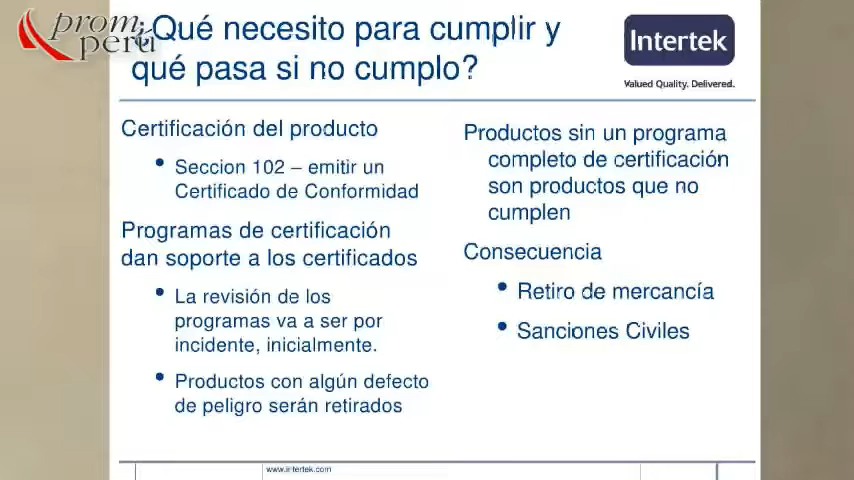 prom
perú
¿Qué necesito para cumplir y
qué pasa si no cumplo?
Intertek
Valued Quality. Delivered.
Certificación del producto
• Seccion 102 – emitir un
Certificado de Conformidad
Programas de certificación
dan soporte a los certificados
• La revisión de los
programas va a ser por
incidente, inicialmente.
• Productos con algún defecto
de peligro serán retirados
Productos sin un programa
completo de certificación
son productos que no
cumplen
Consecuencia
• Retiro de mercancía
• Sanciones Civiles
www.intertek.com